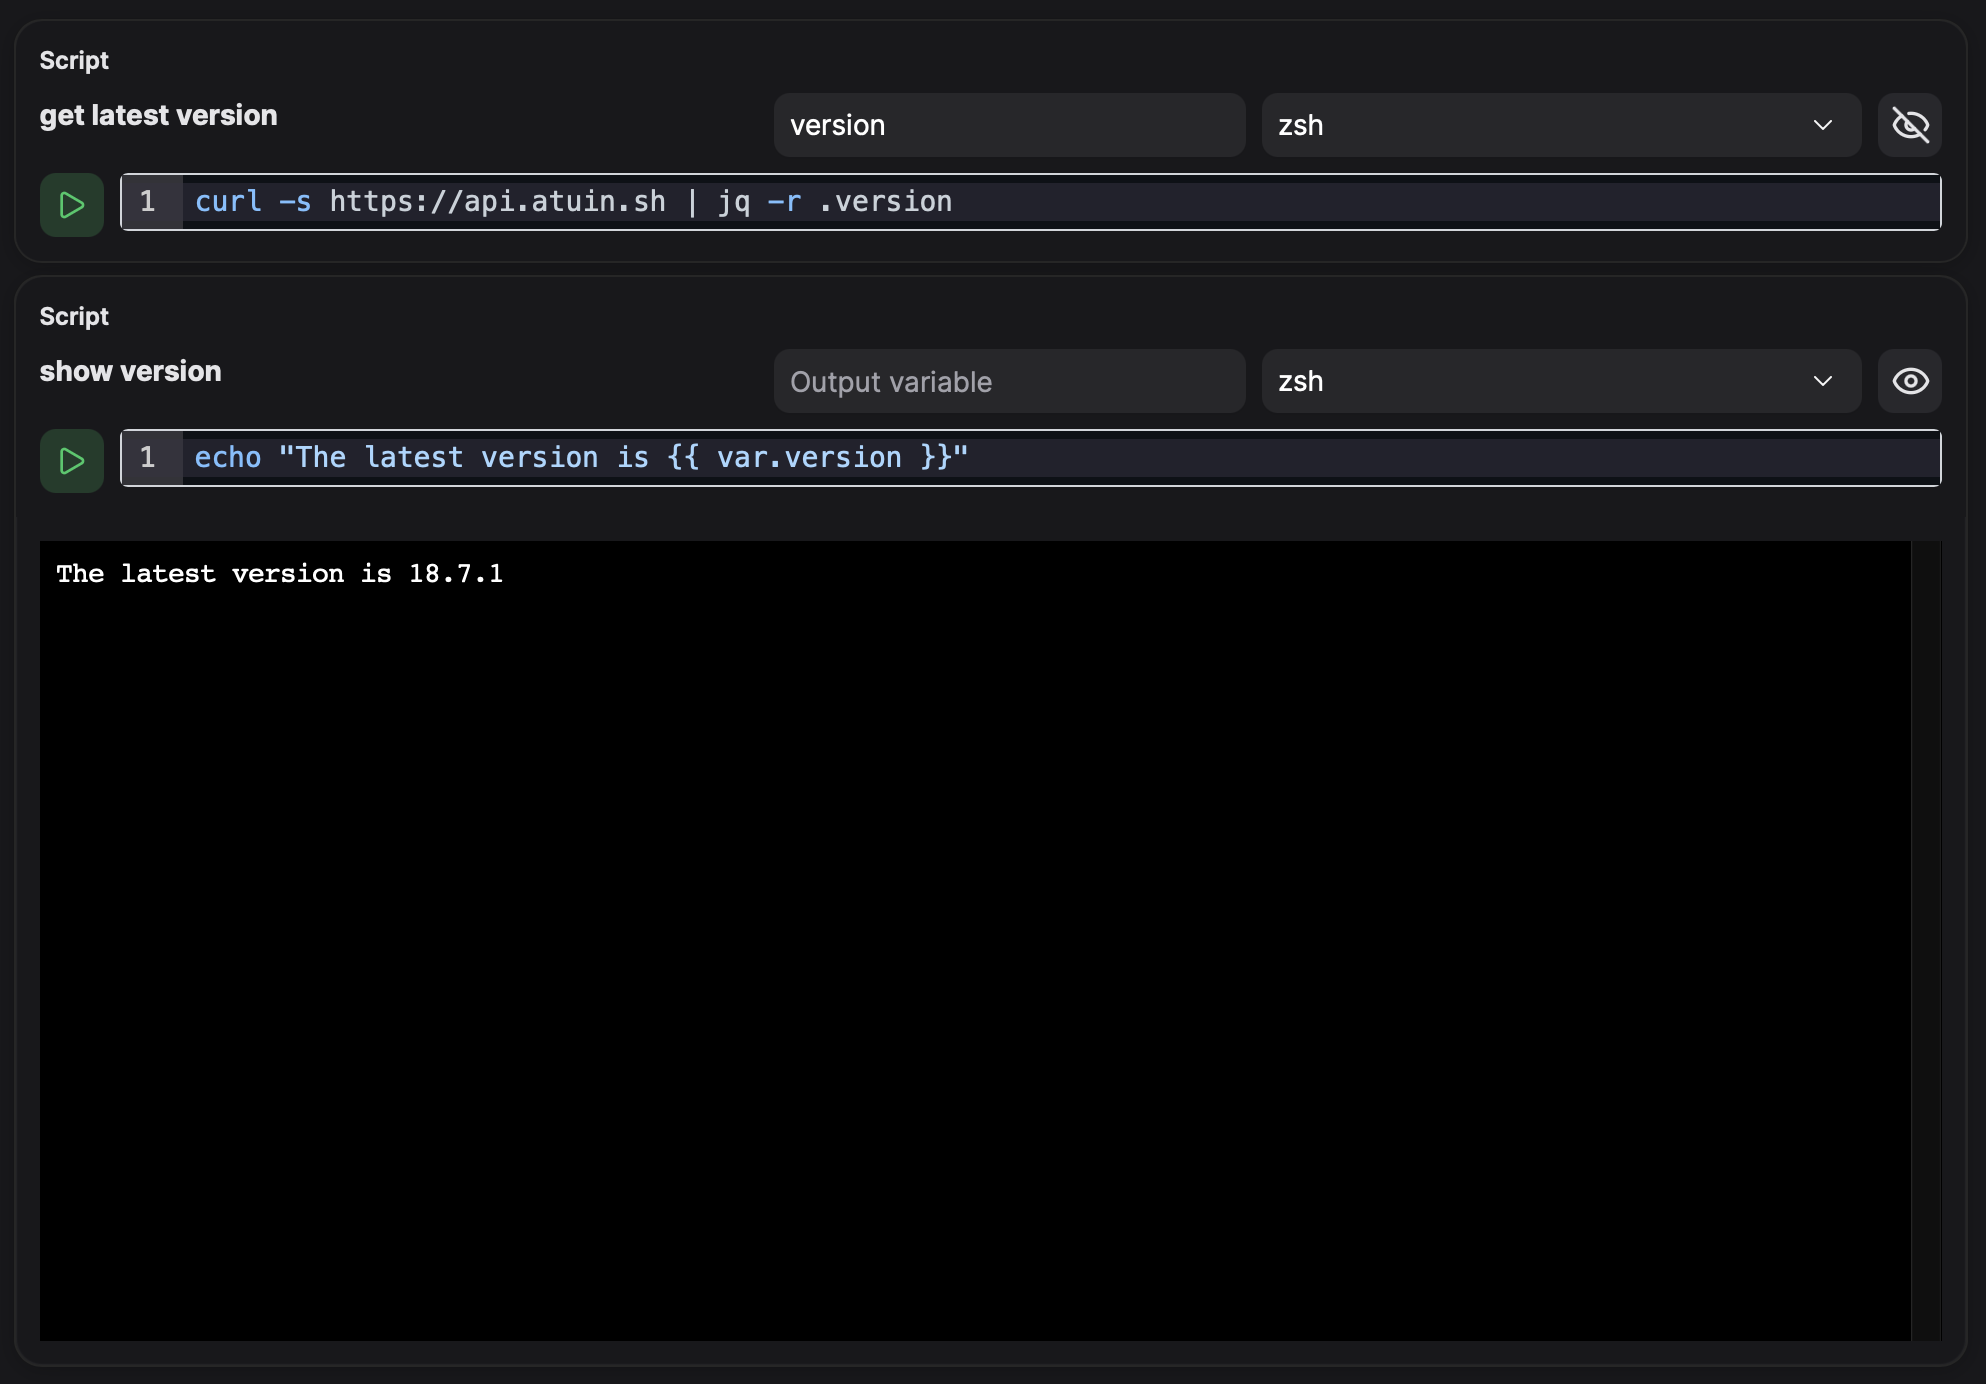 Script
get latest version
version
zsh
1
curl -s https://api.atuin.sh | jq -r .version
Script
show version
Output variable
zsh
1
echo "The latest version is {{ var.version }}"
The latest version is 18.7.1